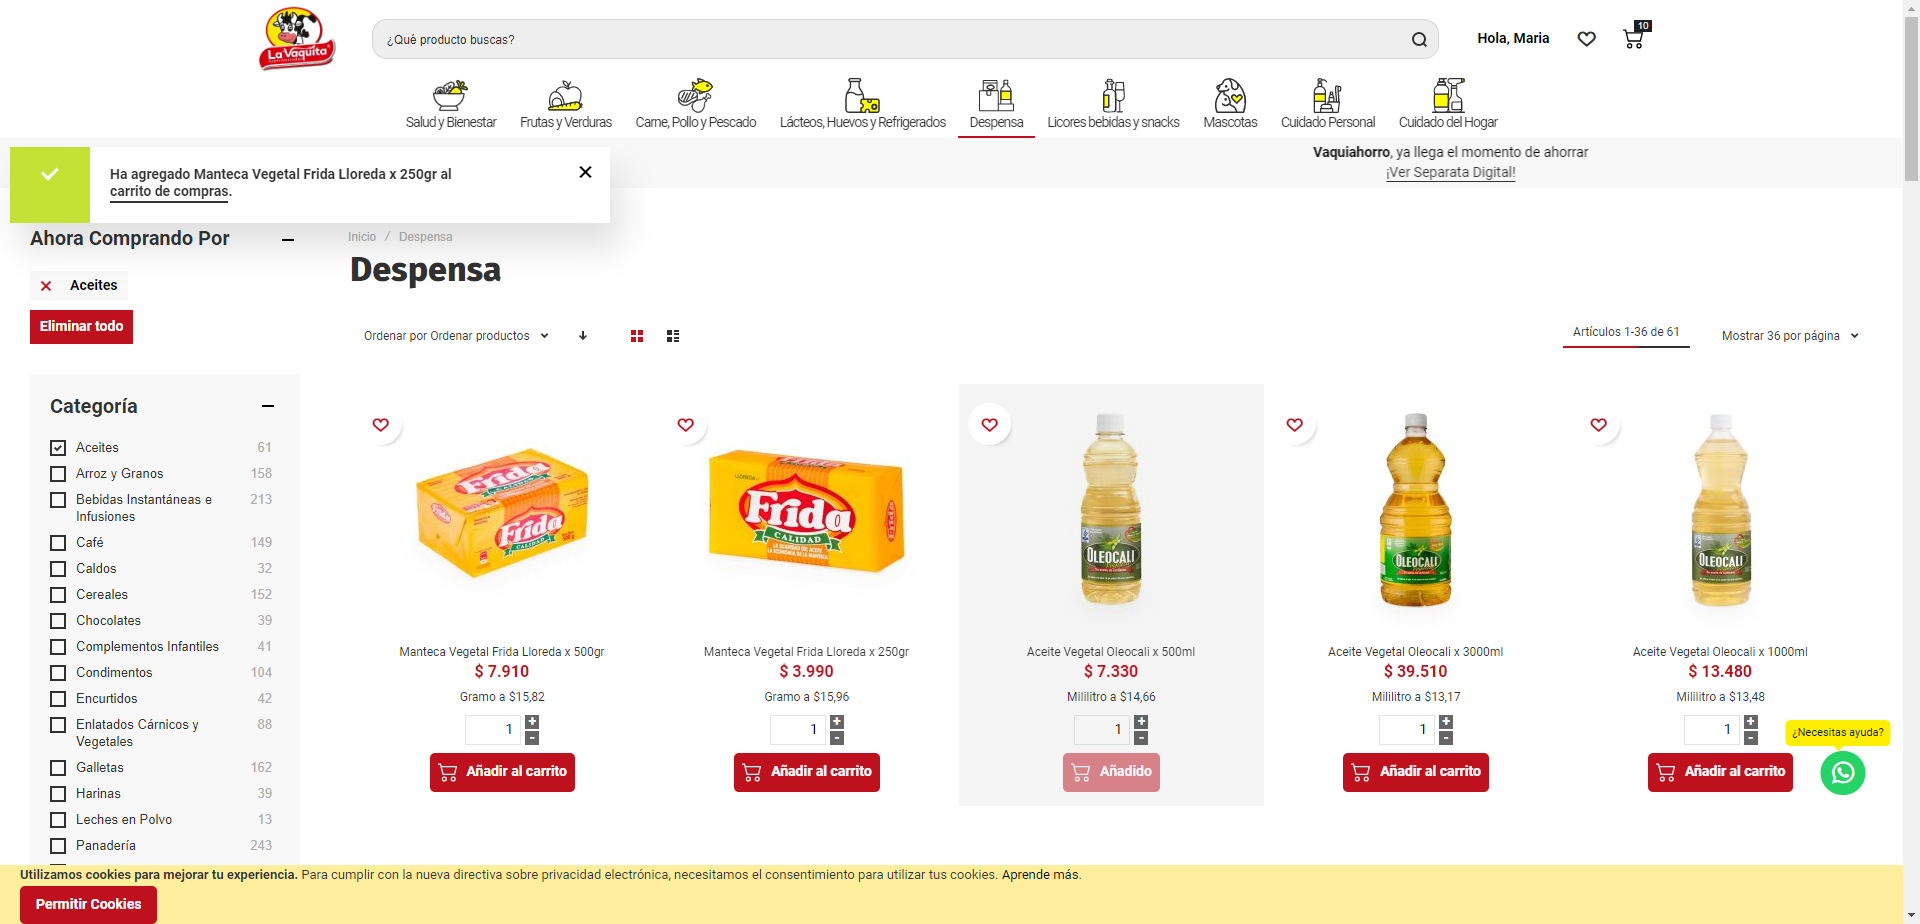 La Vaquita
¿Qué producto buscas?
Hola, Maria
10
Salud y Bienestar
Frutas y Verduras
Carne, Pollo y Pescado
Lácteos, Huevos y Refrigerados
Despensa
Licores bebidas y snacks
Mascotas
Cuidado Personal
Cuidado del Hogar
Vaquiahorro, ya llega el momento de ahorrar
¡Ver Separata Digital!
Ha agregado Manteca Vegetal Frida Lloreda x 250gr al
carrito de compras.
Ahora Comprando Por
Aceites
Eliminar todo
Inicio / Despensa
Despensa
Ordenar por Ordenar productos
Artículos 1-36 de 61
Mostrar 36 por página
Categoría
Aceites 61
Arroz y Granos 158
Bebidas Instantáneas e 213
Infusiones
Café 149
Caldos 32
Cereales 152
Chocolates 39
Complementos Infantiles 41
Condimentos 104
Encurtidos 42
Enlatados Cárnicos y 88
Vegetales
Galletas 162
Harinas 39
Leches en Polvo 13
Panadería 243
Frida
Frida
Frida
CALIDAD
OLEOCALI
OLEOCALI
OLEOCALI
Manteca Vegetal Frida Lloreda x 500gr
$ 7.910
Gramo a $15,82
1
Añadir al carrito
Manteca Vegetal Frida Lloreda x 250gr
$ 3.990
Gramo a $15,96
1
Añadir al carrito
Aceite Vegetal Oleocali x 500ml
$ 7.330
Mililitro a $14,66
1
Añadido
Aceite Vegetal Oleocali x 3000ml
$ 39.510
Mililitro a $13,17
1
Añadir al carrito
Aceite Vegetal Oleocali x 1000ml
$ 13.480
Mililitro a $13,48
1
Añadir al carrito
¿Necesitas ayuda?
Utilizamos cookies para mejorar tu experiencia. Para cumplir con la nueva directiva sobre privacidad electrónica, necesitamos el consentimiento para utilizar tus cookies. Aprende más.
Permitir Cookies